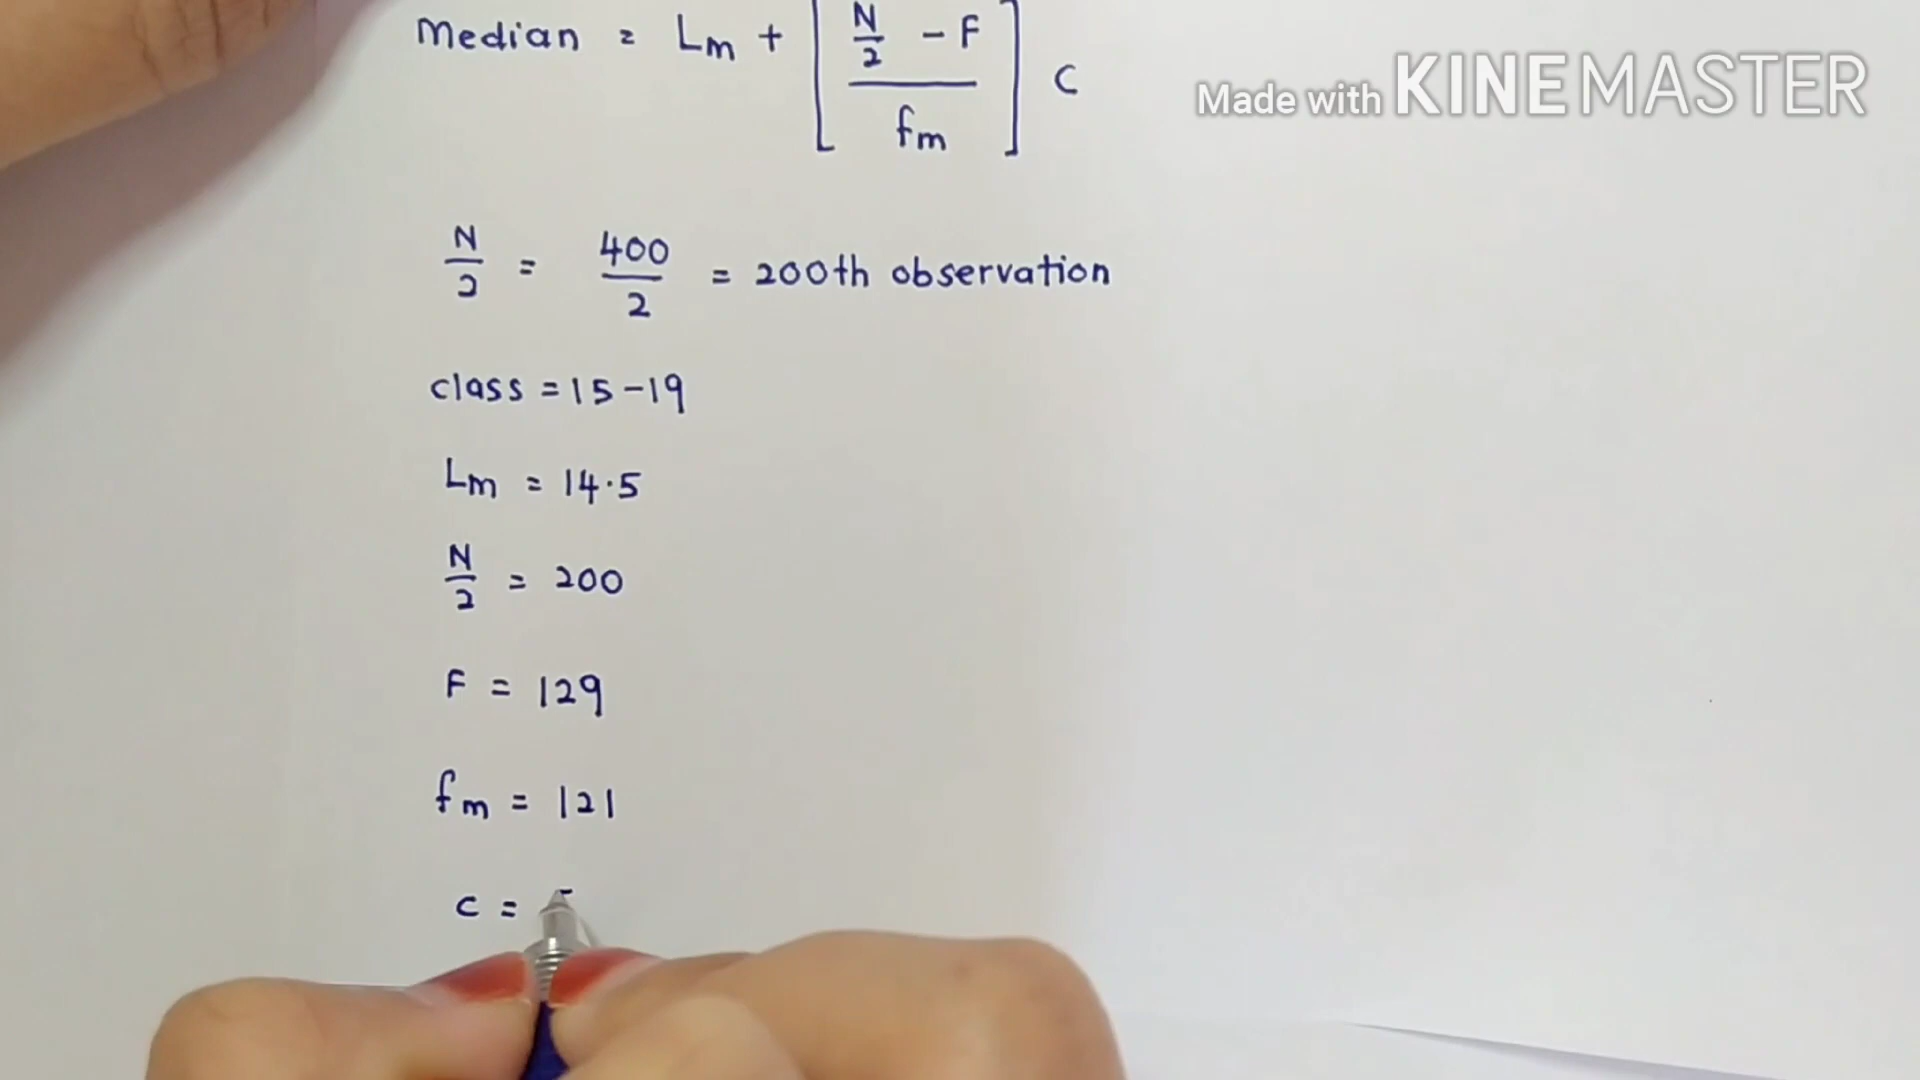 Median = Lm + [ N/2 - F / fm ] C
Made with KINEMASTER
N/2 = 400/2 = 200th observation
class = 15-19
Lm = 14.5
N/2 = 200
F = 129
fm = 121
C =